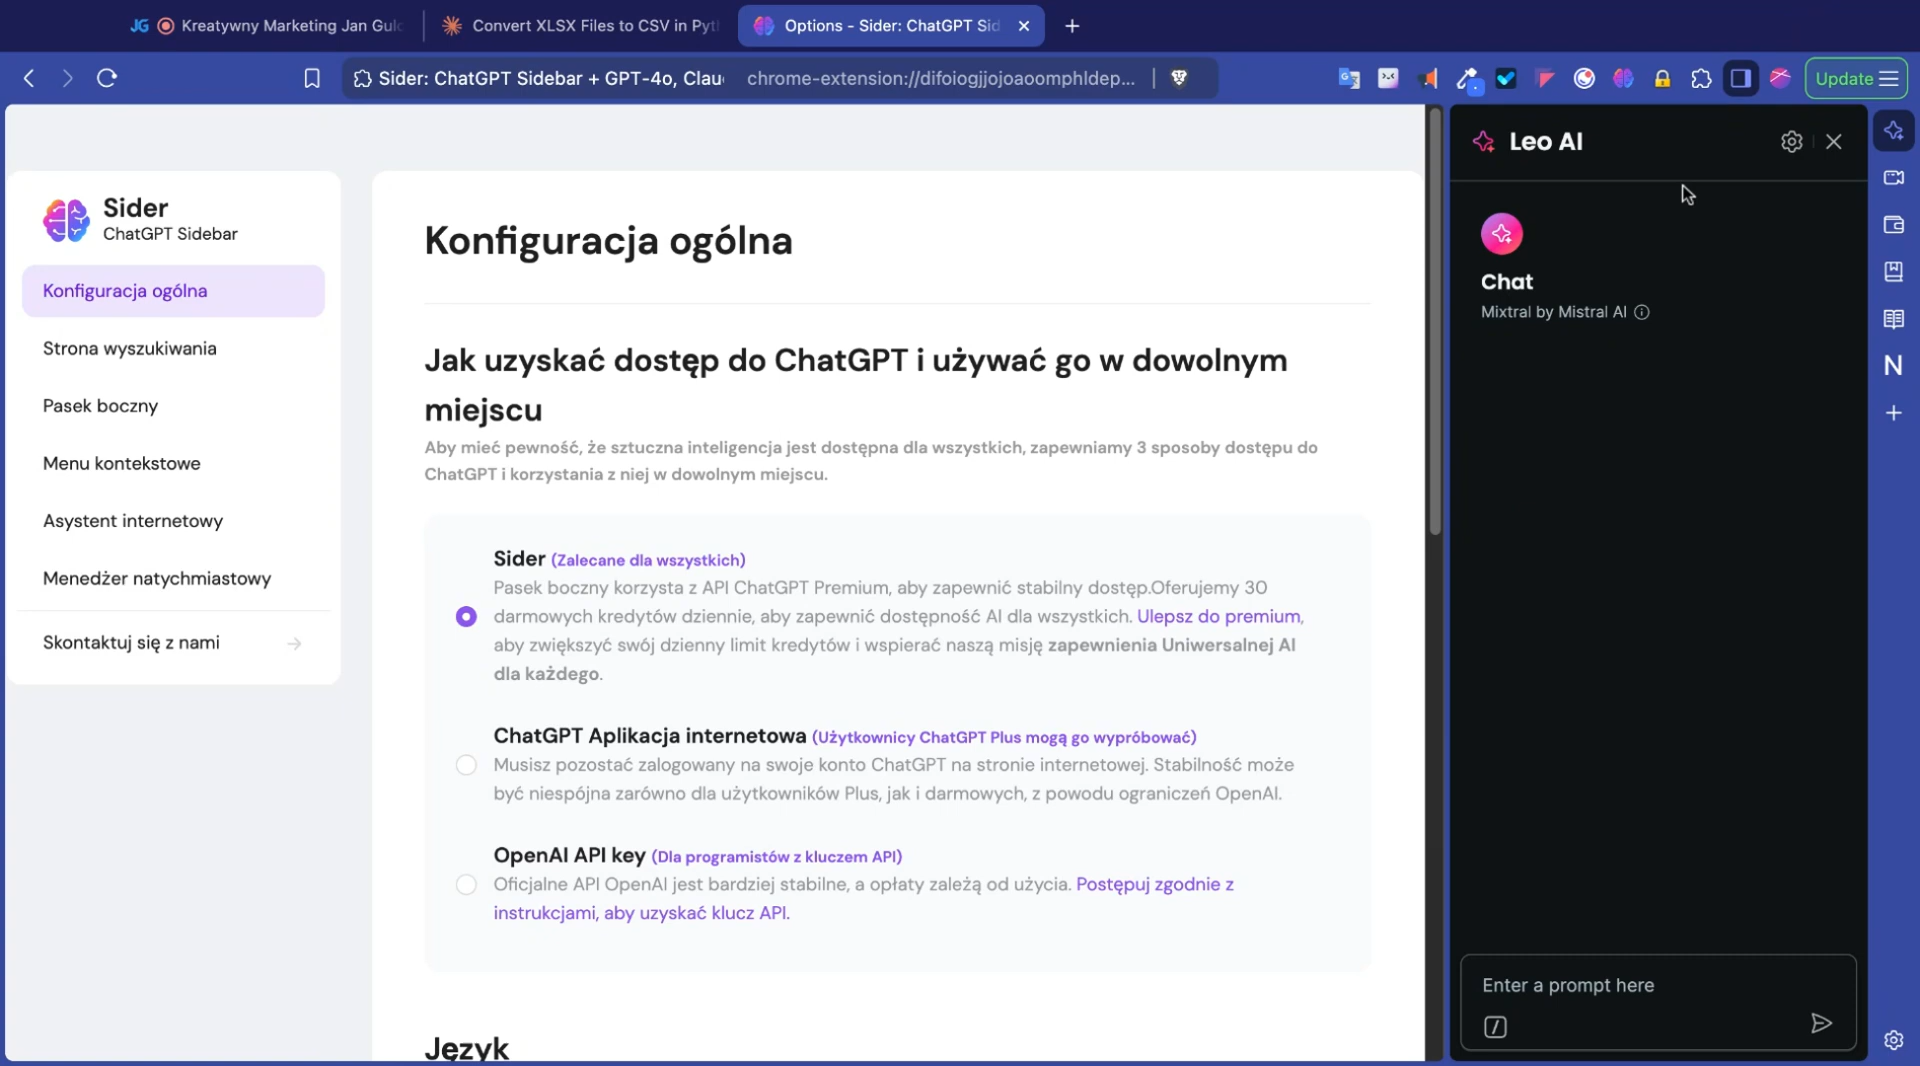 JG Kreatywny Marketing Jan Gulc
Convert XLSX Files to CSV in Pyt
Options - Sider: ChatGPT Sid
Sider: ChatGPT Sidebar + GPT-4o, Clau
chrome-extension://difoiogjjojoaoomphldep...
Update
Sider
ChatGPT Sidebar
Konfiguracja ogólna
Strona wyszukiwania
Pasek boczny
Menu kontekstowe
Asystent internetowy
Menedżer natychmiastowy
Skontaktuj się z nami
Konfiguracja ogólna
Jak uzyskać dostęp do ChatGPT i używać go w dowolnym
miejscu
Aby mieć pewność, że sztuczna inteligencja jest dostępna dla wszystkich, zapewniamy 3 sposoby dostępu do
ChatGPT i korzystania z niej w dowolnym miejscu.
Sider (Zalecane dla wszystkich)
Pasek boczny korzysta z API ChatGPT Premium, aby zapewnić stabilny dostęp.Oferujemy 30
darmowych kredytów dziennie, aby zapewnić dostępność AI dla wszystkich. Ulepsz do premium,
aby zwiększyć swój dzienny limit kredytów i wspierać naszą misję zapewnienia Uniwersalnej AI
dla każdego.
ChatGPT Aplikacja internetowa (Użytkownicy ChatGPT Plus mogą go wypróbować)
Musisz pozostać zalogowany na swoje konto ChatGPT na stronie internetowej. Stabilność może
być niespójna zarówno dla użytkowników Plus, jak i darmowych, z powodu ograniczeń OpenAI.
OpenAI API key (Dla programistów z kluczem API)
Oficjalne API OpenAI jest bardziej stabilne, a opłaty zależą od użycia. Postępuj zgodnie z
instrukcjami, aby uzyskać klucz API.
Język
Leo AI
Chat
Mixtral by Mistral AI
Enter a prompt here
N